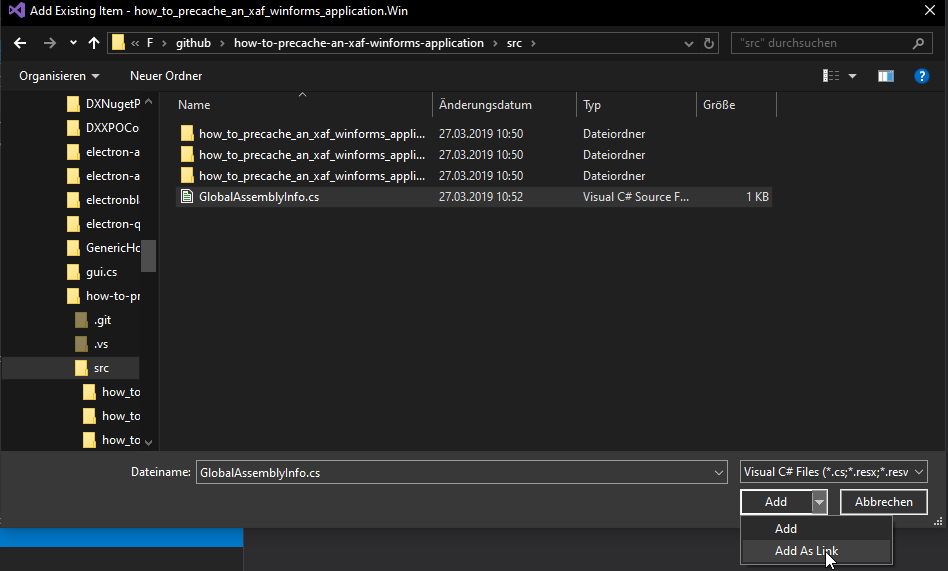 Add Existing Item - how_to_precache_an_xaf_winforms_application.Win
« F › github › how-to-precache-an-xaf-winforms-application › src ›
"src" durchsuchen
Organisieren
Neuer Ordner
Name
Änderungsdatum
Typ
Größe
DXNugetP
DXXPOCo
electron-a
electron-a
electronbl
electron-q
GenericHo
gui.cs
how-to-pr
.git
.vs
src
how_to
how_to
how_to
how_to_precache_an_xaf_winforms_appli... 27.03.2019 10:50 Dateiordner
how_to_precache_an_xaf_winforms_appli... 27.03.2019 10:50 Dateiordner
how_to_precache_an_xaf_winforms_appli... 27.03.2019 10:50 Dateiordner
GlobalAssemblyInfo.cs 27.03.2019 10:52 Visual C# Source F... 1 KB
Dateiname: GlobalAssemblyInfo.cs
Visual C# Files (*.cs;*.resx;*.resv
Add
Abbrechen
Add
Add As Link